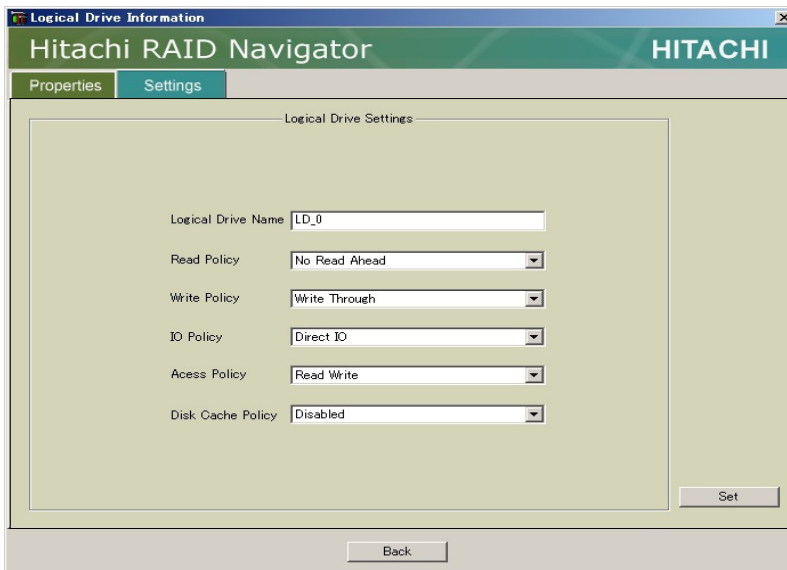 Logical Drive Information
Hitachi RAID Navigator HITACHI
Properties Settings
Logical Drive Settings
Logical Drive Name LD_0
Read Policy No Read Ahead
Write Policy Write Through
IO Policy Direct IO
Acess Policy Read Write
Disk Cache Policy Disabled
Set
Back